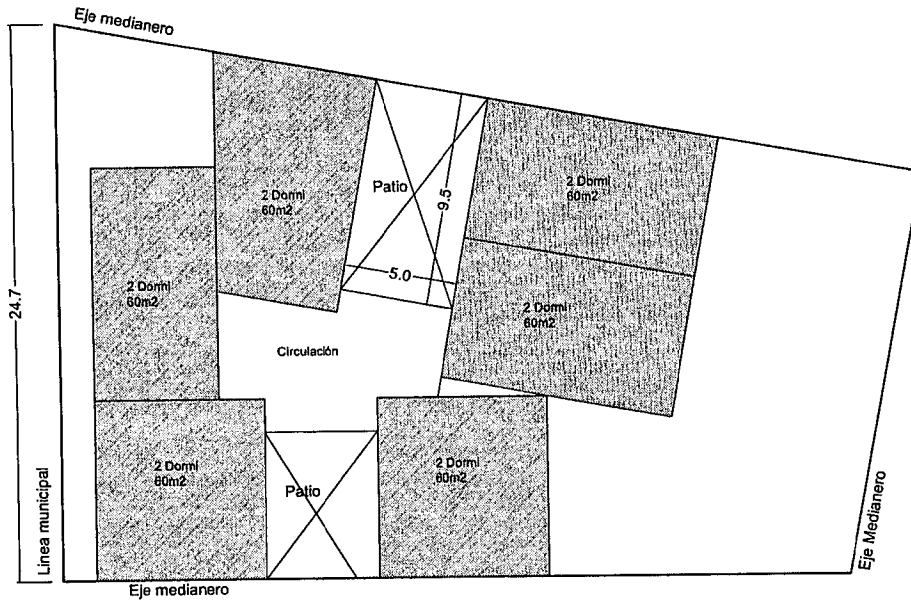 Eje medianero
24.7
2 Dormi
60m2
Patio
9.5
5.0
2 Dormi
60m2
2 Dormi
60m2
2 Dormi
60m2
Circulación
2 Dormi
60m2
2 Dormi
60m2
Patio
Linea municipal
Eje medianero
Eje Medianero